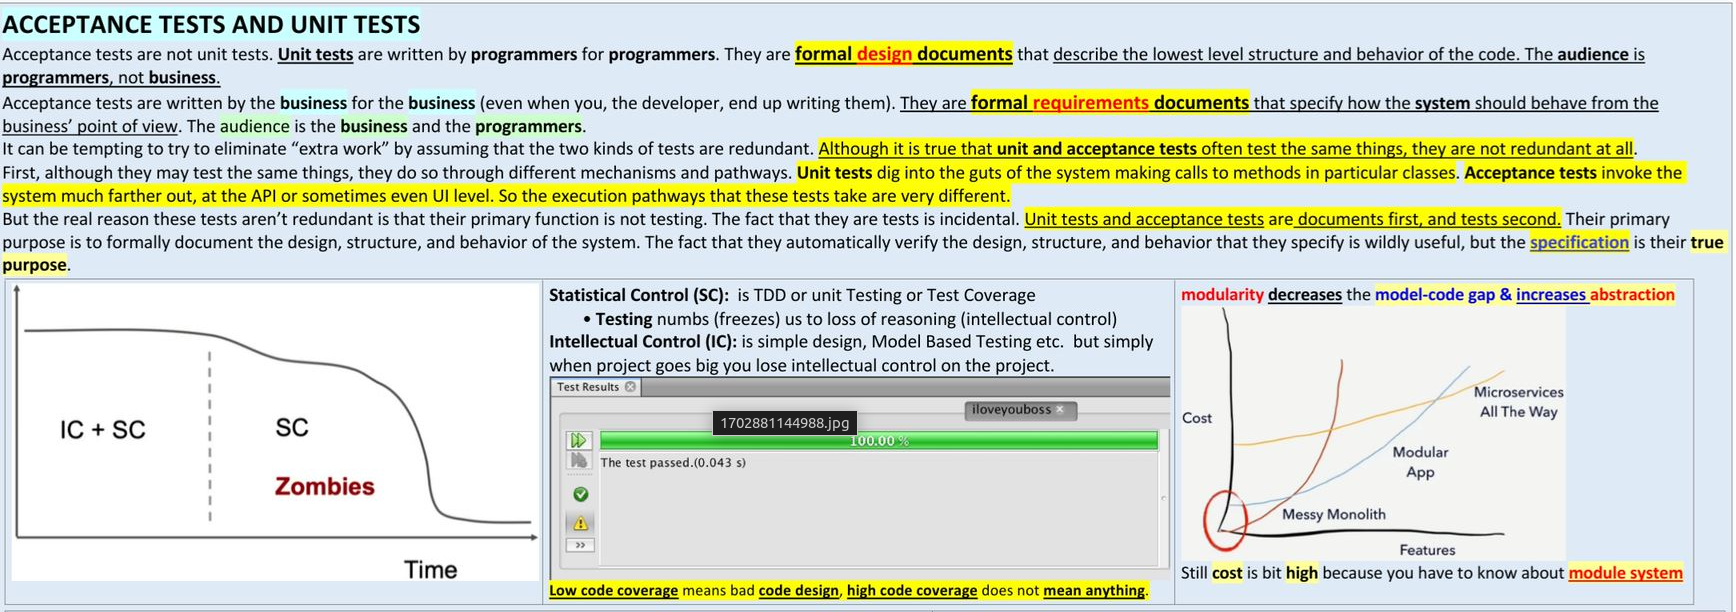 ACCEPTANCE TESTS AND UNIT TESTS
Acceptance tests are not unit tests. Unit tests are written by programmers for programmers. They are formal design documents that describe the lowest level structure and behavior of the code. The audience is
programmers, not business.
Acceptance tests are written by the business for the business (even when you, the developer, end up writing them). They are formal requirements documents that specify how the system should behave from the
business’ point of view. The audience is the business and the programmers.
It can be tempting to try to eliminate “extra work” by assuming that the two kinds of tests are redundant. Although it is true that unit and acceptance tests often test the same things, they are not redundant at all.
First, although they may test the same things, they do so through different mechanisms and pathways. Unit tests dig into the guts of the system making calls to methods in particular classes. Acceptance tests invoke the
system much farther out, at the API or sometimes even UI level. So the execution pathways that these tests take are very different.
But the real reason these tests aren’t redundant is that their primary function is not testing. The fact that they are tests is incidental. Unit tests and acceptance tests are documents first, and tests second. Their primary
purpose is to formally document the design, structure, and behavior of the system. The fact that they automatically verify the design, structure, and behavior that they specify is wildly useful, but the specification is their true
purpose.
IC + SC
SC
Zombies
Time
Statistical Control (SC): is TDD or unit Testing or Test Coverage
• Testing numbs (freezes) us to loss of reasoning (intellectual control)
Intellectual Control (IC): is simple design, Model Based Testing etc. but simply
when project goes big you lose intellectual control on the project.
Test Results
iloveyouboss
1702881144988.jpg
100.00 %
The test passed.(0.043 s)
Low code coverage means bad code design, high code coverage does not mean anything.
modularity decreases the model-code gap & increases abstraction
Cost
Microservices
All The Way
Modular
App
Messy Monolith
Features
Still cost is bit high because you have to know about module system